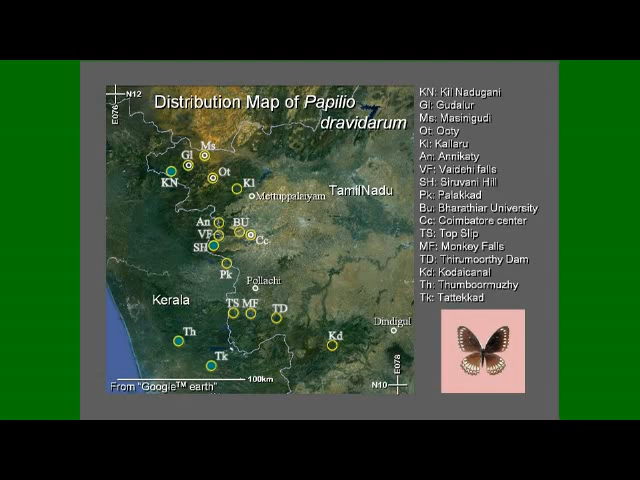 N12
E076
Distribution Map of Papilio
dravidarum
Ms
Gl
Ot
KN
Kl
TamilNadu
Mettuppalaiyam
An
BU
VF
Cc
SH
Pk
Pollachi
Kerala
TS MF
TD
Dindigul
Th
Kd
Tk
E078
100km
N10
From "Google™ earth"
KN: Kil Nadugani
Gl: Gudalur
Ms: Masinigudi
Ot: Ooty
Kl: Kallaru
An: Annikaty
VF: Vaidehi falls
SH: Siruvani Hill
Pk: Palakkad
Bu: Bharathiar University
Cc: Coimbatore center
TS: Top Slip
MF: Monkey Falls
TD: Thirumoorthy Dam
Kd: Kodaicanal
Th: Thumboormuzhy
Tk: Tattekkad